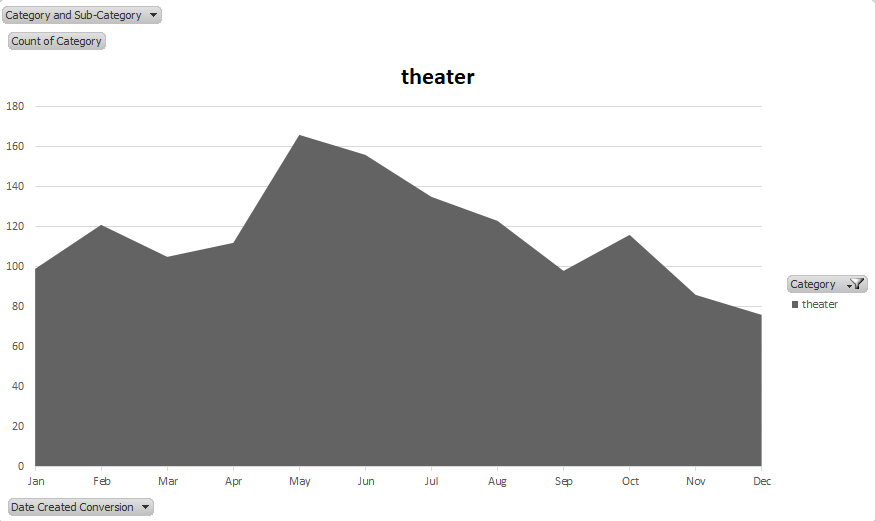 Category and Sub-Category
Count of Category
theater
180
160
140
120
100
80
60
40
20
0
Jan Feb Mar Apr May Jun Jul Aug Sep Oct Nov Dec
Category
theater
Date Created Conversion